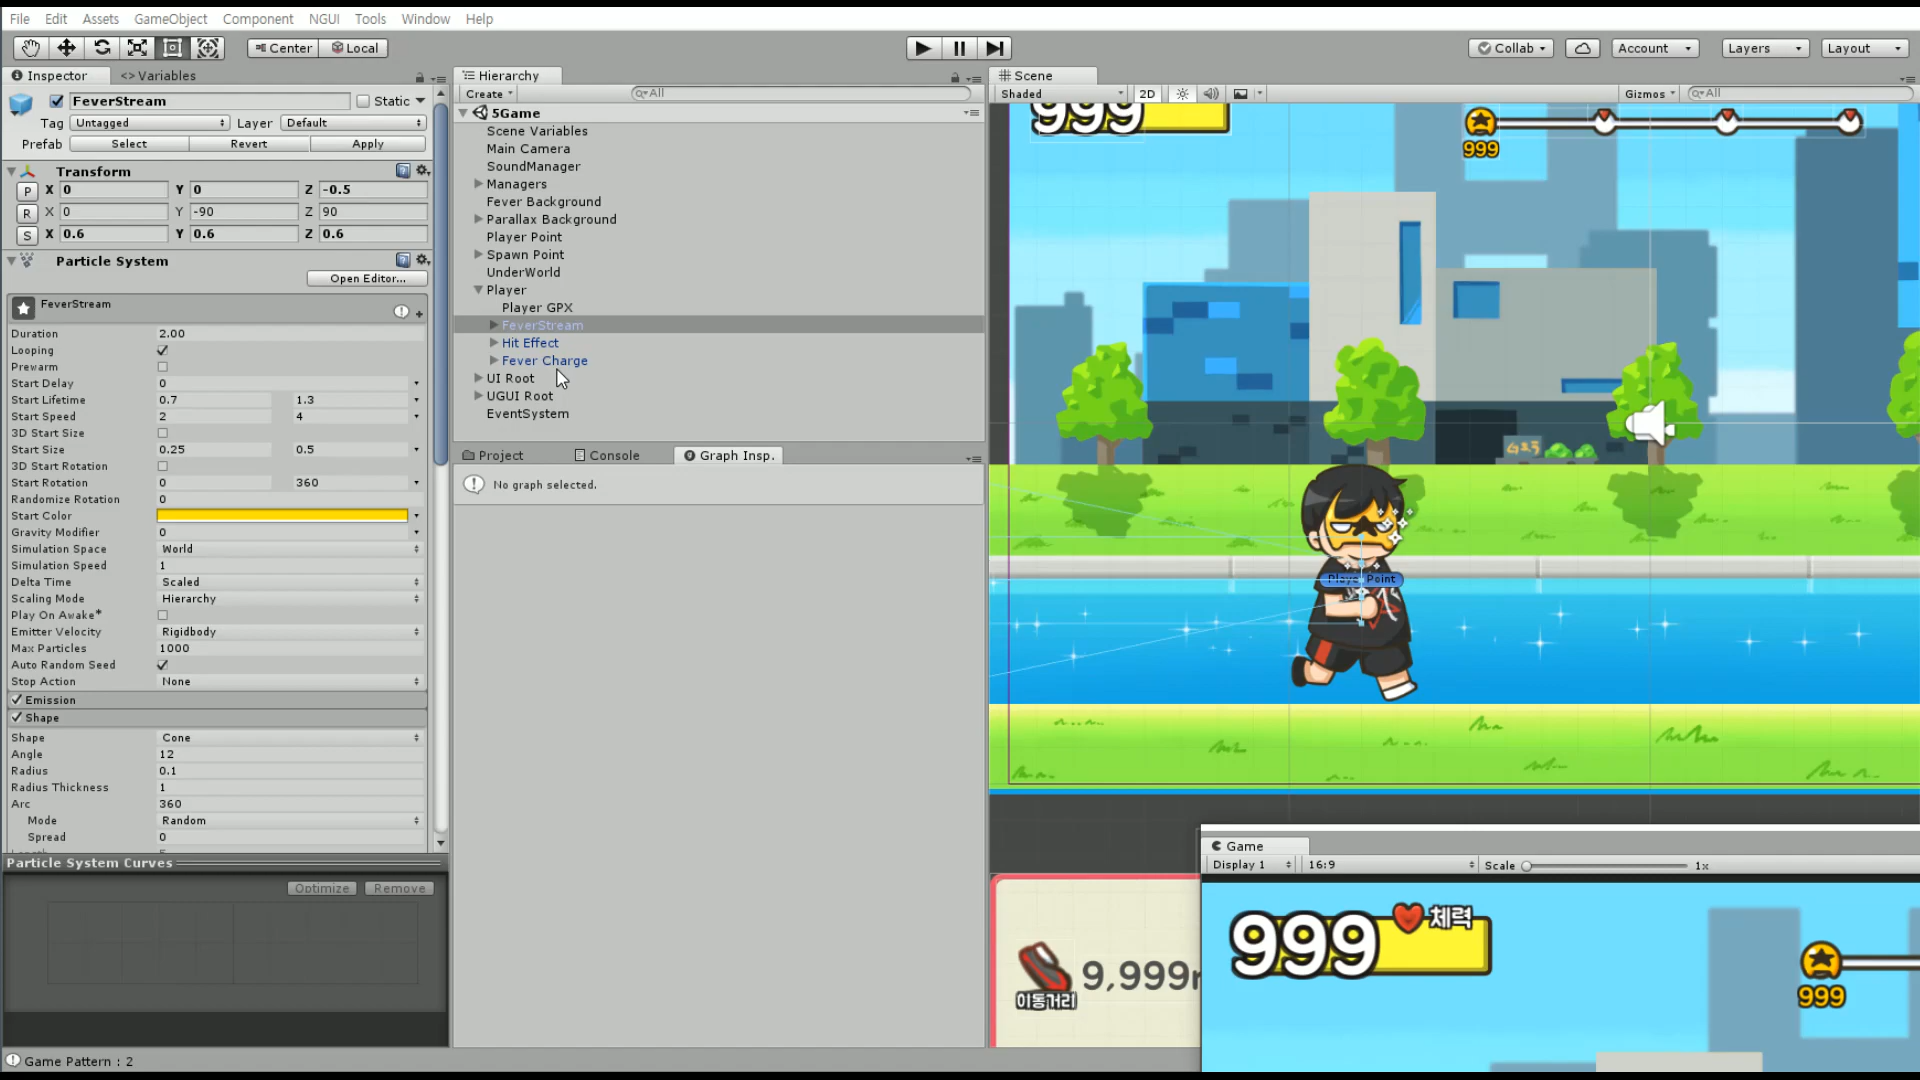 File Edit Assets GameObject Component NGUI Tools Window Help
Center Local Collab Account Layers Layout
Inspector <> Variables
FeverStream Static
Tag Untagged Layer Default
Prefab Select Revert Apply
Transform
P X 0 Y 0 Z -0.5
R X 0 Y -90 Z 90
S X 0.6 Y 0.6 Z 0.6
Particle System
Open Editor...
FeverStream
Duration 2.00
Looping
Prewarm
Start Delay 0
Start Lifetime 0.7 1.3
Start Speed 2 4
3D Start Size
Start Size 0.25 0.5
3D Start Rotation
Start Rotation 0 360
Randomize Rotation 0
Start Color
Gravity Modifier 0
Simulation Space World
Simulation Speed 1
Delta Time Scaled
Scaling Mode Hierarchy
Play On Awake*
Emitter Velocity Rigidbody
Max Particles 1000
Auto Random Seed
Stop Action None
Emission
Shape
Shape Cone
Angle 12
Radius 0.1
Radius Thickness 1
Arc 360
Mode Random
Spread 0
Particle System Curves
Optimize Remove
Game Pattern : 2
Hierarchy
Create All
5Game
Scene Variables
Main Camera
SoundManager
Managers
Fever Background
Parallax Background
Player Point
Spawn Point
UnderWorld
Player
Player GPX
FeverStream
Hit Effect
Fever Charge
UI Root
UGUI Root
EventSystem
Project Console Graph Insp.
No graph selected.
Scene
Shaded 2D Gizmos All
999
999
Player Point
이동거리
9,999
Game
Display 1 16:9 Scale 1x
999 체력
999